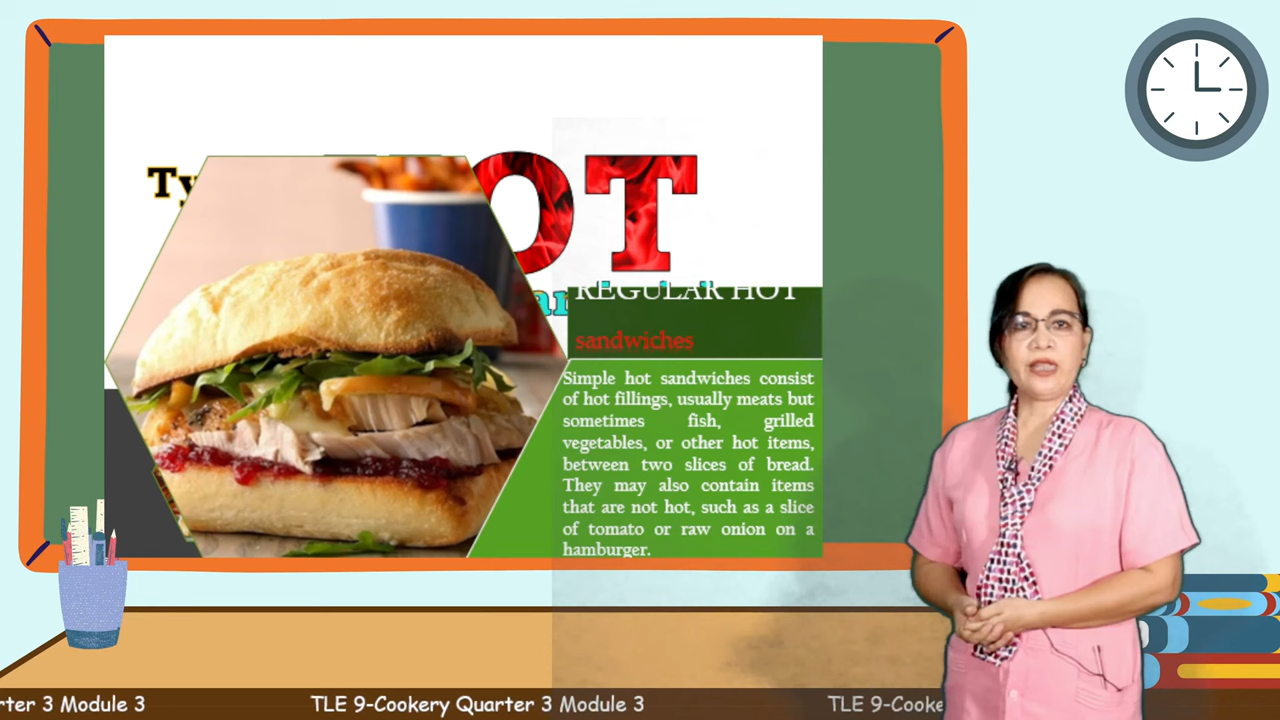 OT
REGULAR HOT
sandwiches
Simple hot sandwiches consist
of hot fillings, usually meats but
sometimes fish, grilled
vegetables, or other hot items,
between two slices of bread.
They may also contain items
that are not hot, such as a slice
of tomato or raw onion on a
hamburger.
rter 3 Module 3 TLE 9-Cookery Quarter 3 Module 3 TLE 9-Cooke